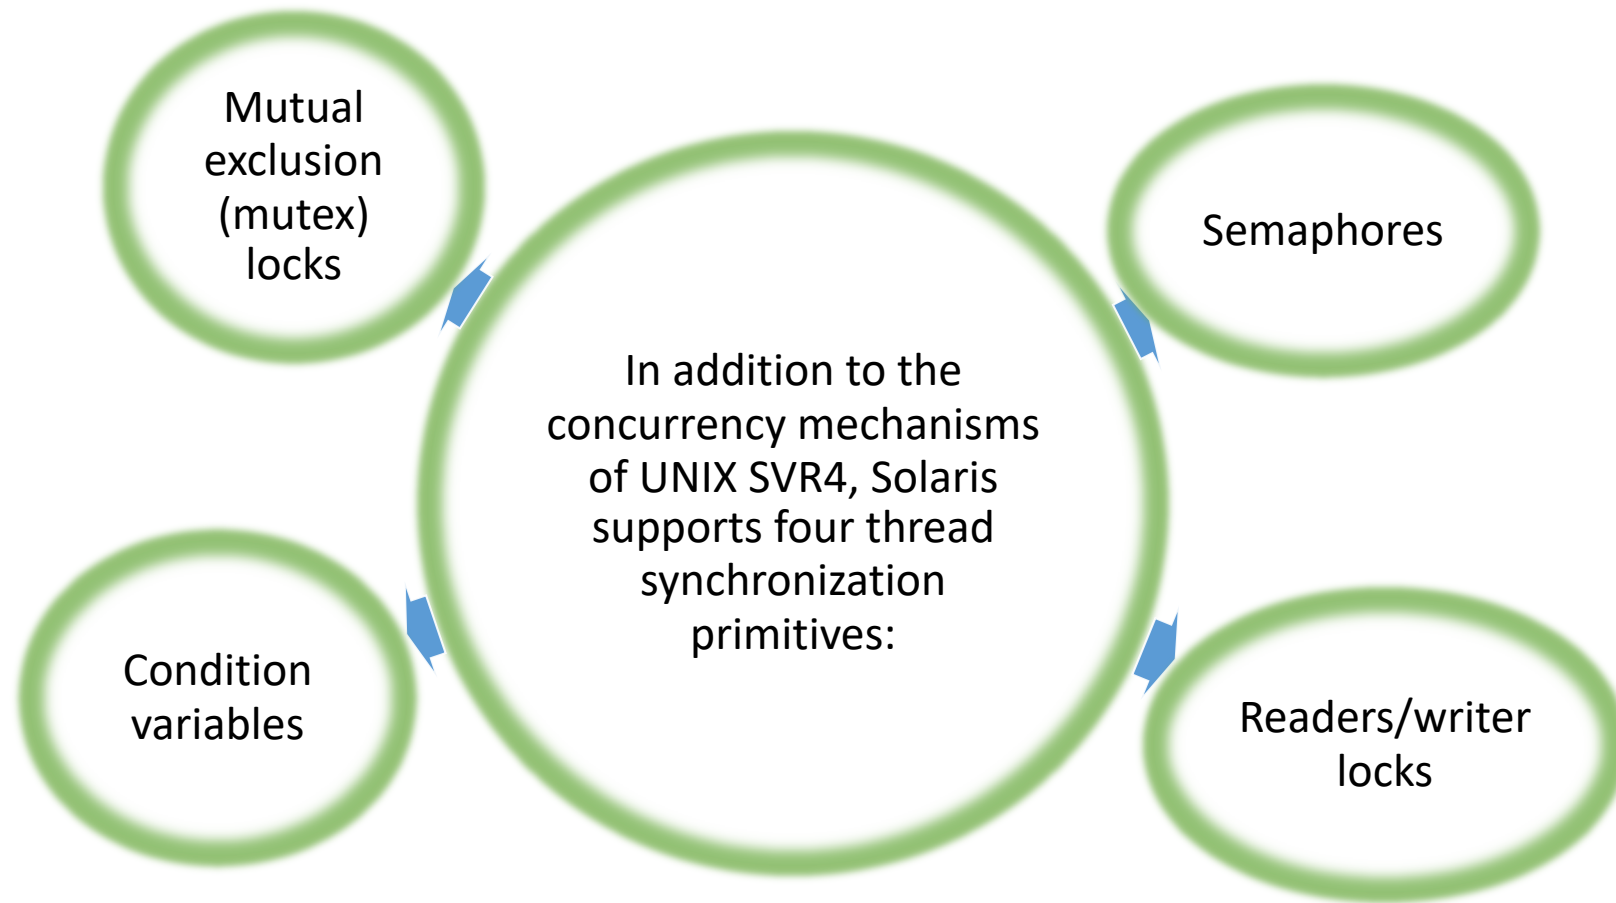 Mutual
exclusion
(mutex)
locks
Semaphores
In addition to the
concurrency mechanisms
of UNIX SVR4, Solaris
supports four thread
synchronization
primitives:
Condition
variables
Readers/writer
locks